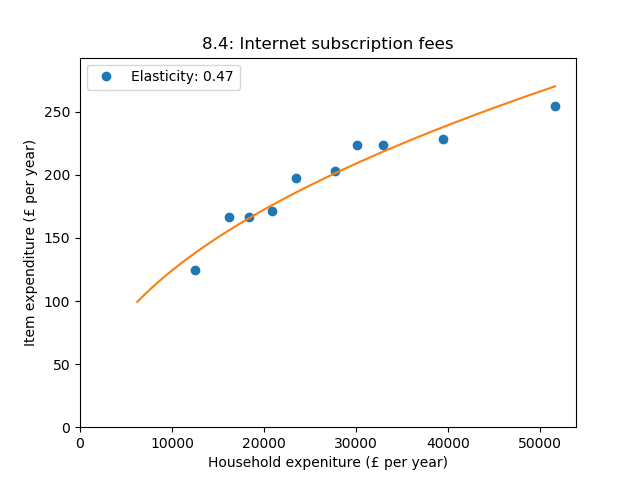 8.4: Internet subscription fees
Elasticity: 0.47
Item expenditure (£ per year)
250
200
150
100
50
0
0 10000 20000 30000 40000 50000
Household expeniture (£ per year)